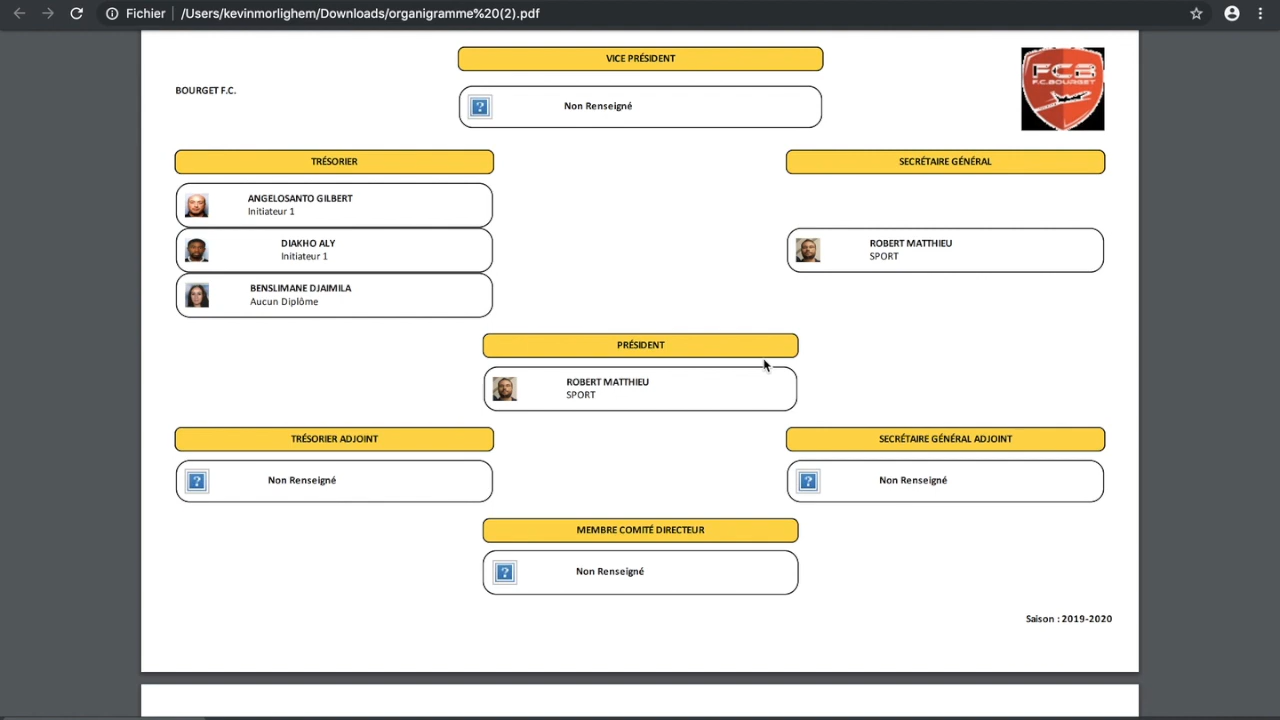 Fichier
/Users/kevinmorlighem/Downloads/organigramme%20(2).pdf
VICE PRÉSIDENT
BOURGET F.C.
Non Renseigné
FCB
F.C.BOURGET
TRÉSORIER
SECRÉTAIRE GÉNÉRAL
ANGELOSANTO GILBERT
Initiateur 1
DIAKHO ALY
Initiateur 1
ROBERT MATTHIEU
SPORT
BENSLIMANE DJAIMILA
Aucun Diplôme
PRÉSIDENT
ROBERT MATTHIEU
SPORT
TRÉSORIER ADJOINT
SECRÉTAIRE GÉNÉRAL ADJOINT
Non Renseigné
Non Renseigné
MEMBRE COMITÉ DIRECTEUR
Non Renseigné
Saison : 2019-2020